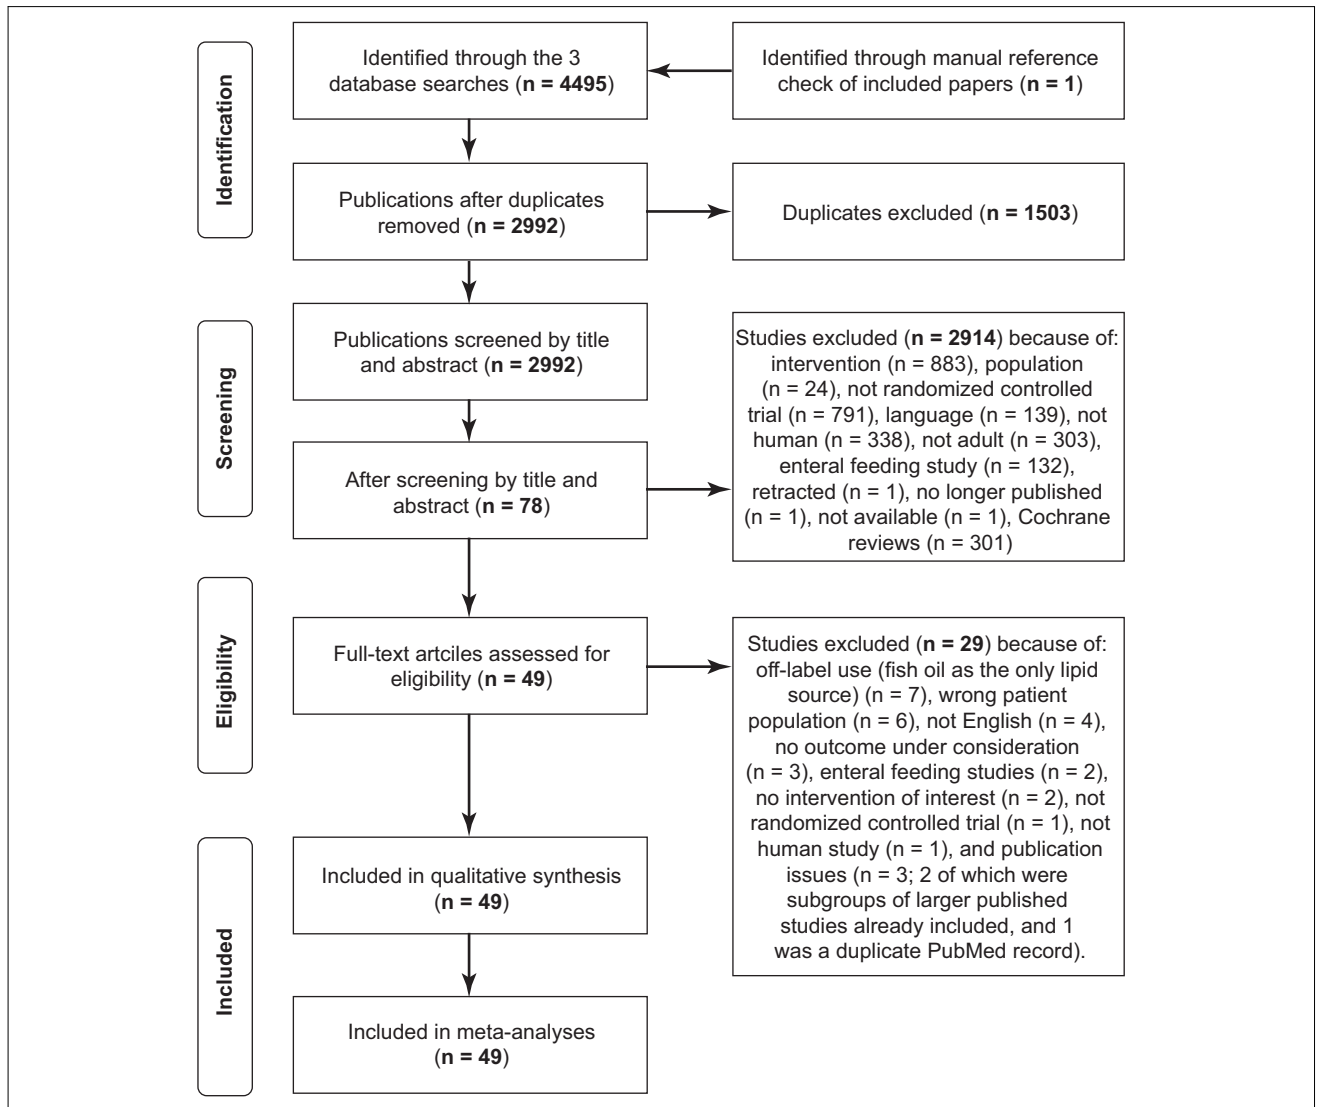 Identification
Identified through the 3
database searches (n = 4495)
Identified through manual reference
check of included papers (n = 1)
Publications after duplicates
removed (n = 2992)
Duplicates excluded (n = 1503)
Screening
Publications screened by title
and abstract (n = 2992)
After screening by title and
abstract (n = 78)
Studies excluded (n = 2914) because of:
intervention (n = 883), population
(n = 24), not randomized controlled
trial (n = 791), language (n = 139), not
human (n = 338), not adult (n = 303),
enteral feeding study (n = 132),
retracted (n = 1), no longer published
(n = 1), not available (n = 1), Cochrane
reviews (n = 301)
Eligibility
Full-text artciles assessed for
eligibility (n = 49)
Studies excluded (n = 29) because of:
off-label use (fish oil as the only lipid
source) (n = 7), wrong patient
population (n = 6), not English (n = 4),
no outcome under consideration
(n = 3), enteral feeding studies (n = 2),
no intervention of interest (n = 2), not
randomized controlled trial (n = 1), not
human study (n = 1), and publication
issues (n = 3; 2 of which were
subgroups of larger published
studies already included, and 1
was a duplicate PubMed record).
Included
Included in qualitative synthesis
(n = 49)
Included in meta-analyses
(n = 49)